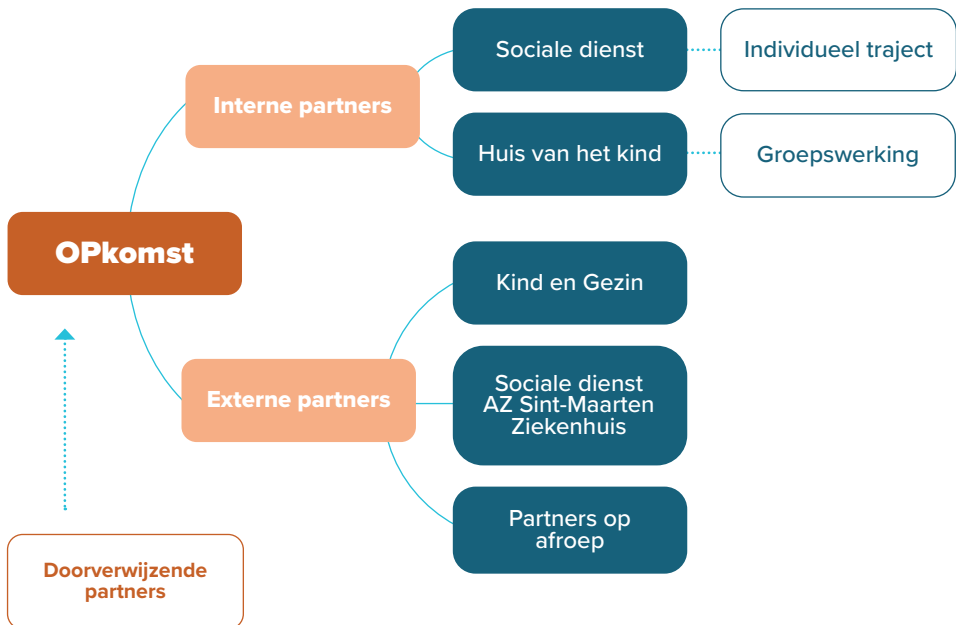 Sociale dienst
Individueel traject
Interne partners
Huis van het kind
Groepswerking
OPkomst
Kind en Gezin
Externe partners
Sociale dienst
AZ Sint-Maarten
Ziekenhuis
Partners op
afroep
Doorverwijzende
partners